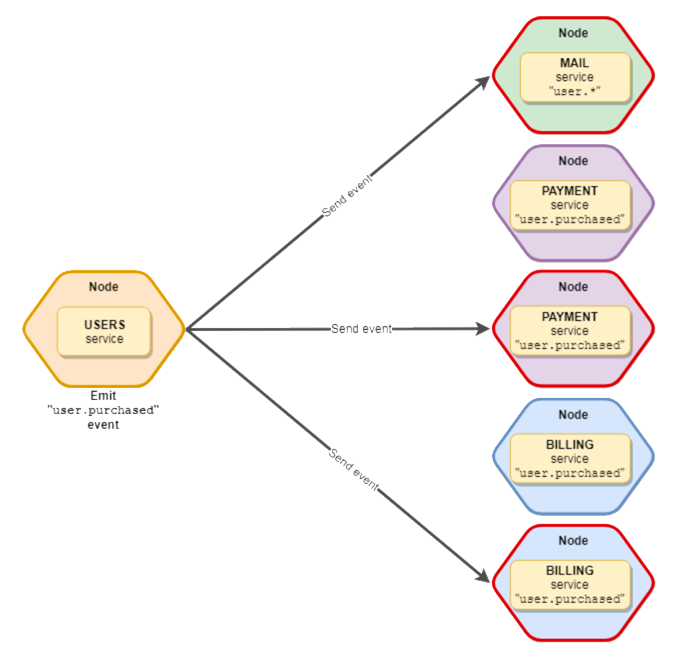 Node
MAIL
service
"user.*"
Send event
Node
PAYMENT
service
"user.purchased"
Node
USERS
service
Emit
"user.purchased"
event
Send event
Node
PAYMENT
service
"user.purchased"
Node
BILLING
service
"user.purchased"
Send event
Node
BILLING
service
"user.purchased"